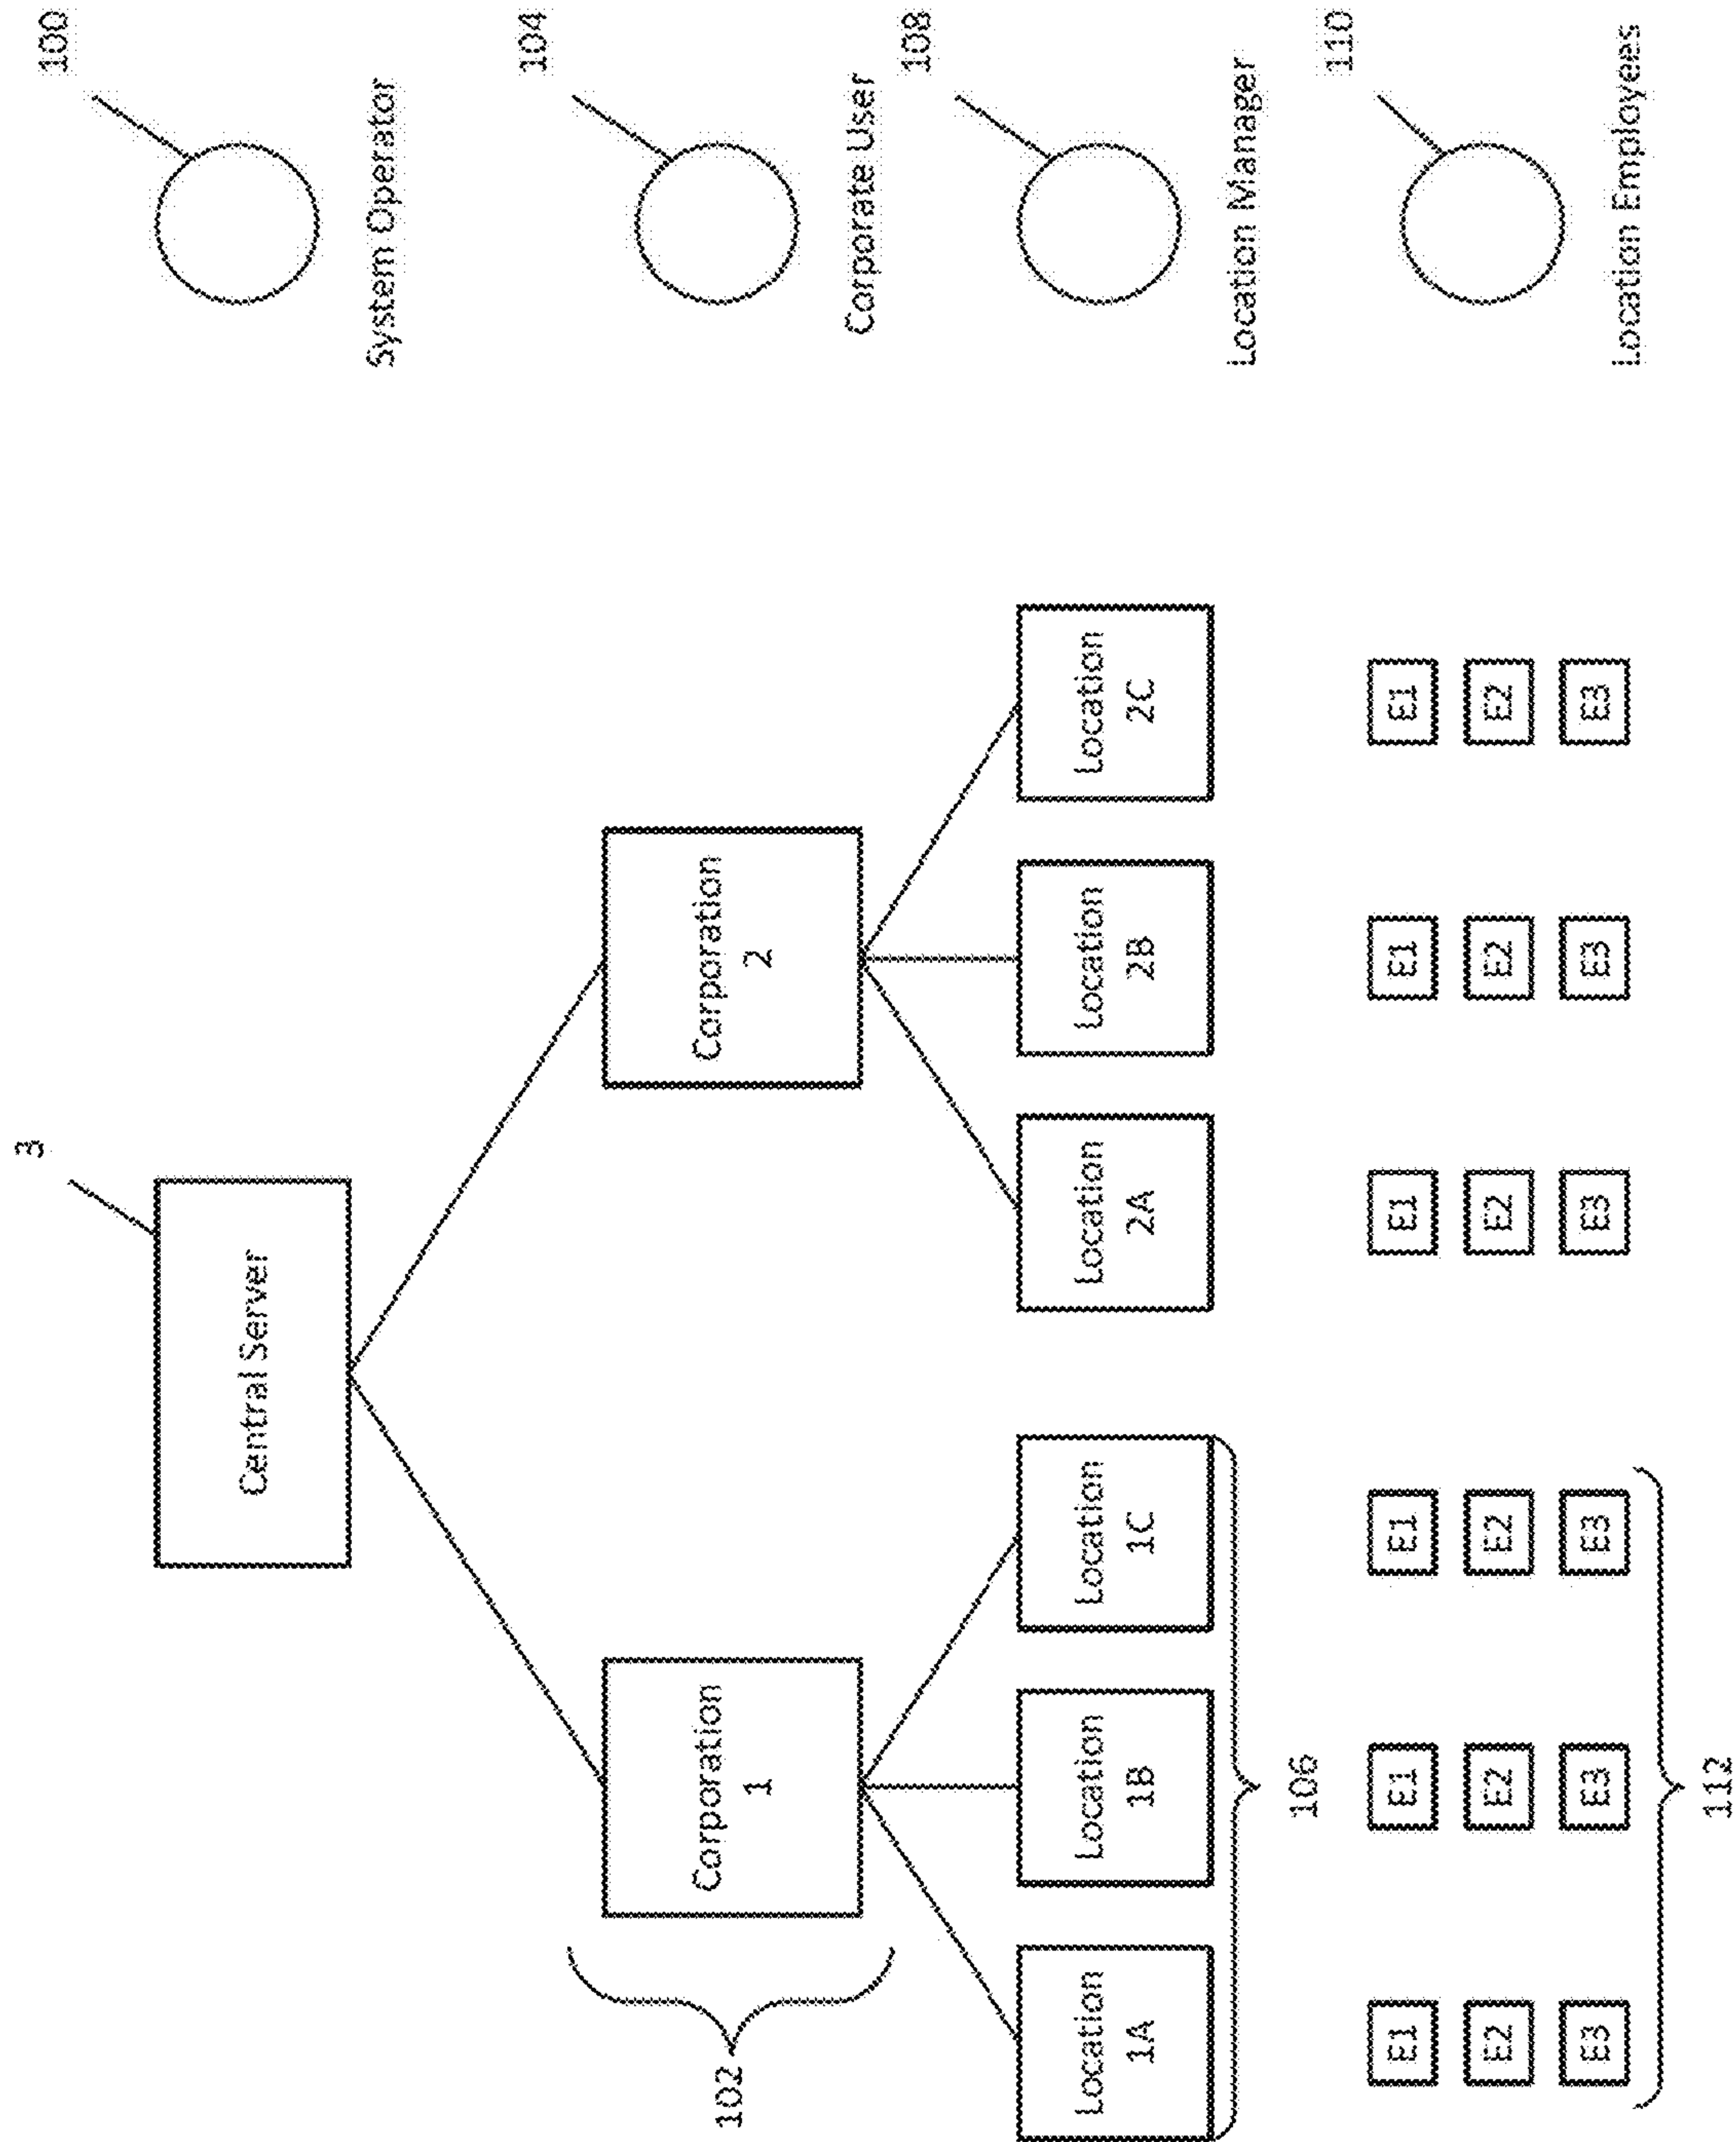 3
100
Central Server
System Operator
104
102
Corporation
1
Corporation
2
Corporate User
108
Location
1A
Location
1B
Location
1C
Location
2A
Location
2B
Location
2C
Location Manager
106
110
E1
E1
E1
E1
E1
E1
E2
E2
E2
E2
E2
E2
E3
E3
E3
E3
E3
E3
Location Employees
112